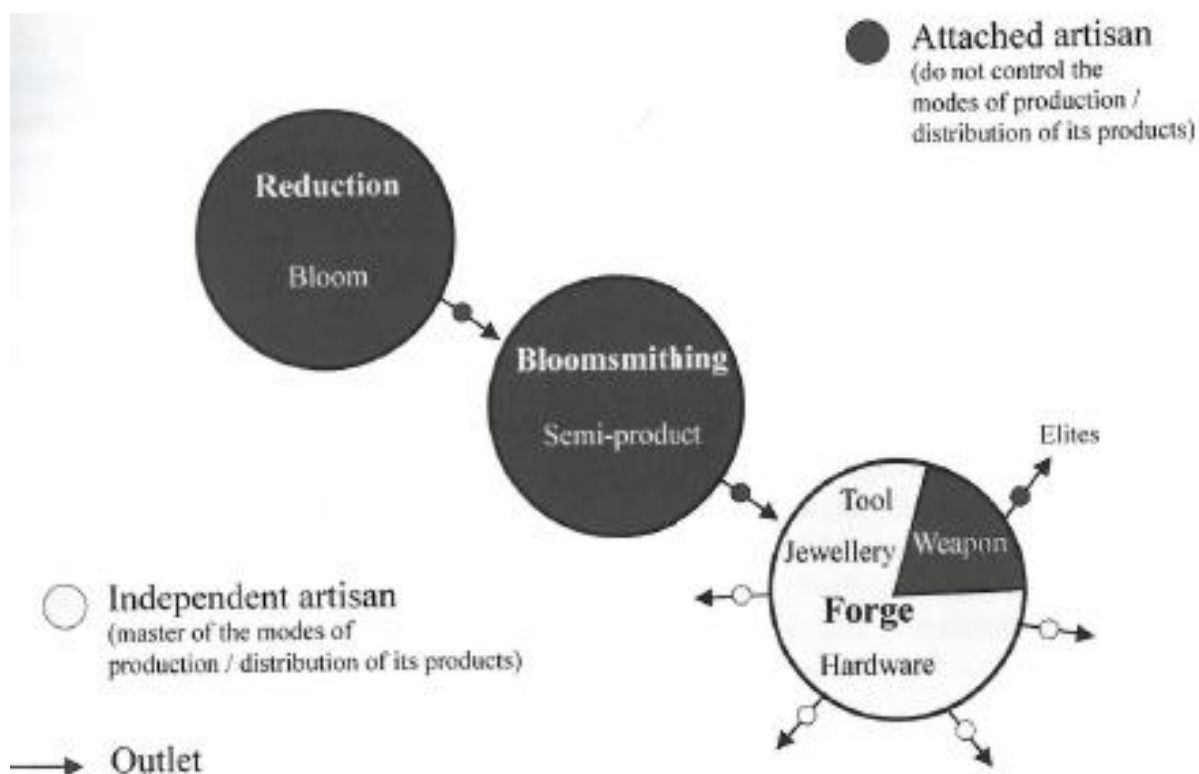 Attached artisan
(do not control the
modes of production /
distribution of its products)
Reduction
Bloom
Bloomsmithing
Semi-product
Elites
Tool
Jewellery
Weapon
Forge
Hardware
Independent artisan
(master of the modes of
production / distribution of its products)
Outlet